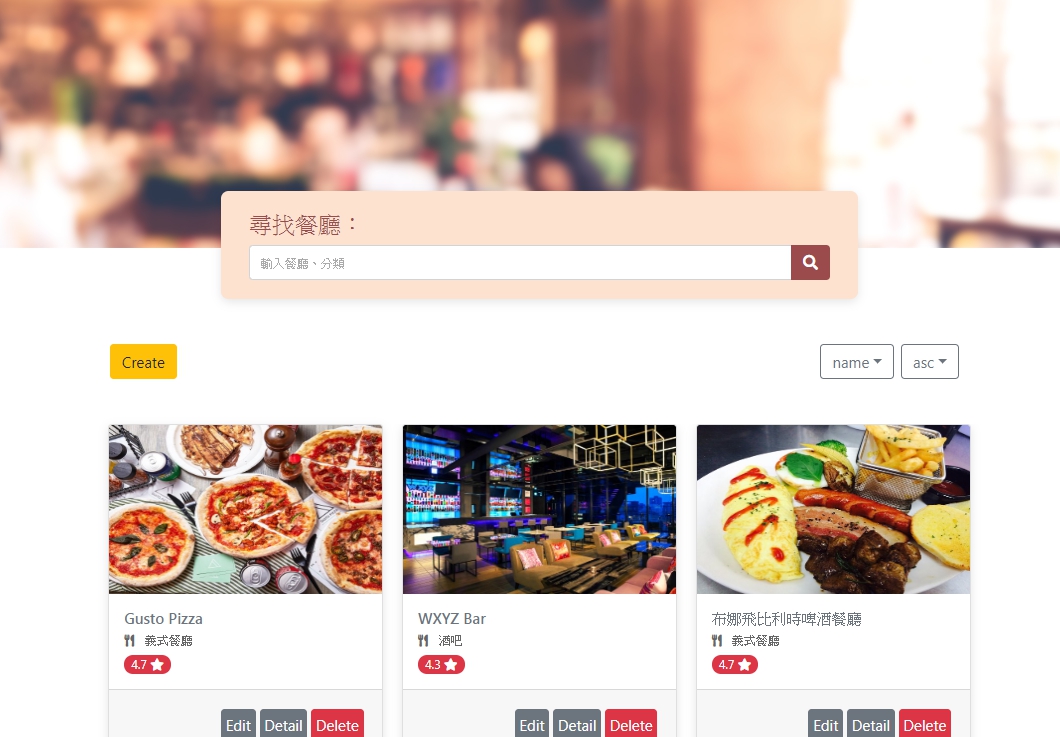 尋找餐廳：
輸入餐廳、分類
Create
name
asc
Gusto Pizza
義式餐廳
4.7
Edit Detail Delete
WXYZ Bar
酒吧
4.3
Edit Detail Delete
布娜飛比利時啤酒餐廳
義式餐廳
4.7
Edit Detail Delete